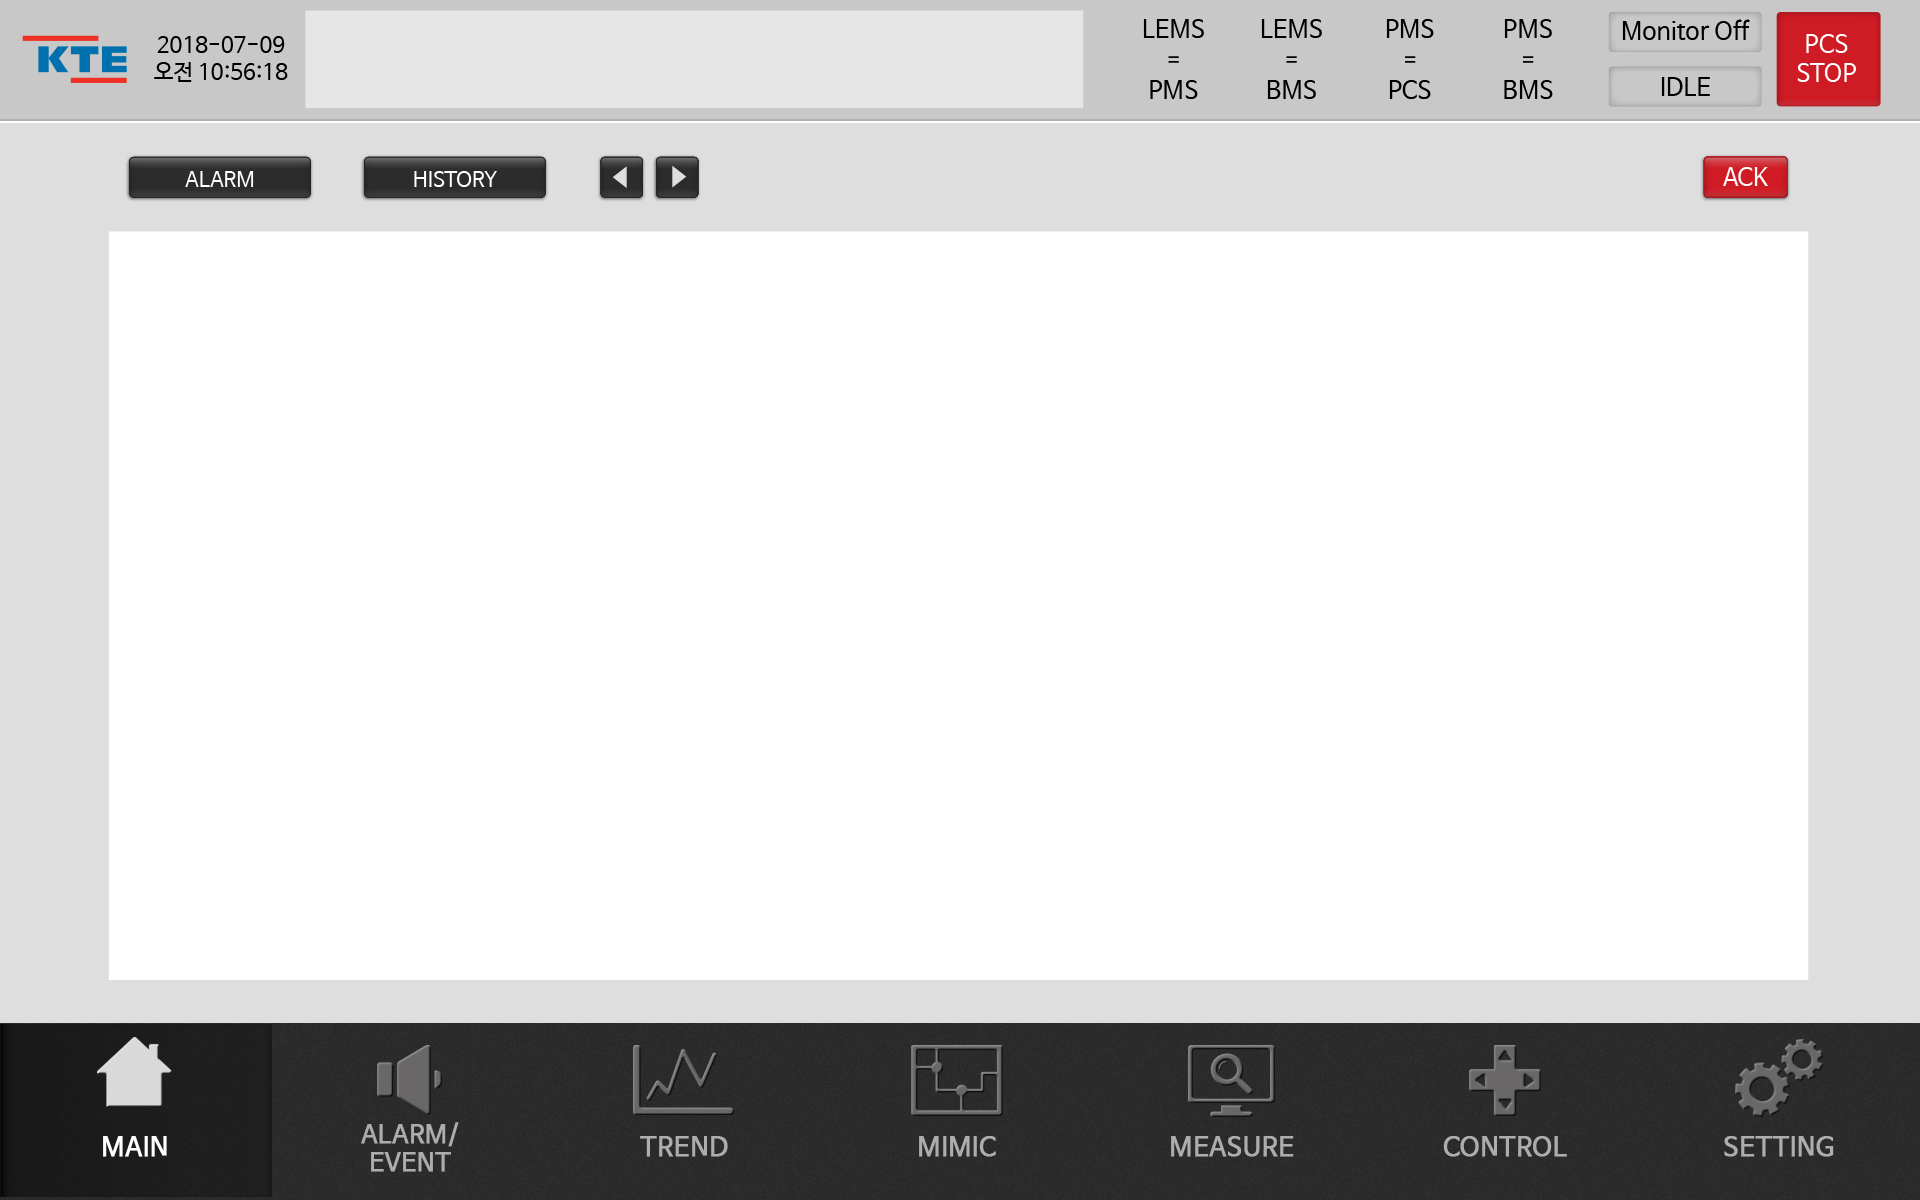 KTE
2018-07-09
오전 10:56:18
LEMS
=
PMS
LEMS
=
BMS
PMS
=
PCS
PMS
=
BMS
Monitor Off
IDLE
PCS
STOP
ALARM
HISTORY
ACK
MAIN
ALARM/
EVENT
TREND
MIMIC
MEASURE
CONTROL
SETTING